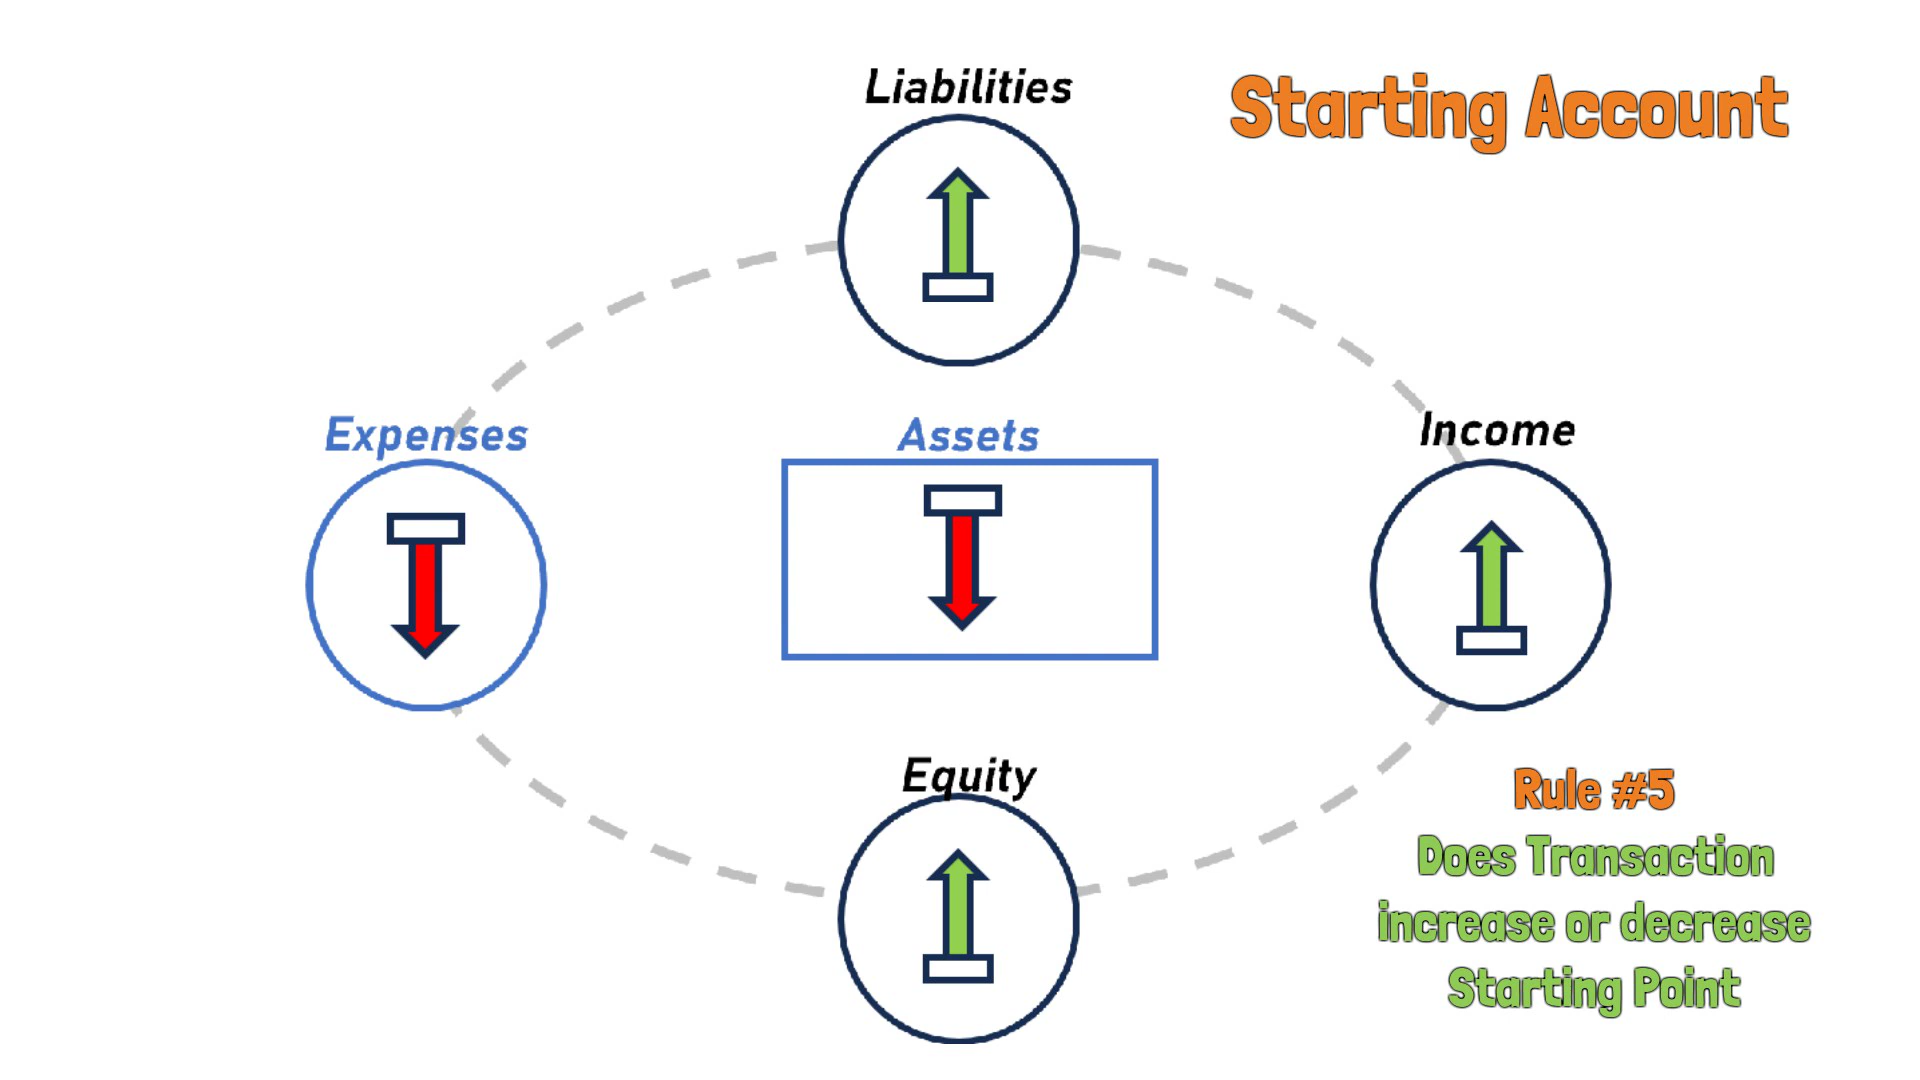 Liabilities
Starting Account
Expenses
Assets
Income
Equity
Rule #5
Does Transaction
increase or decrease
Starting Point